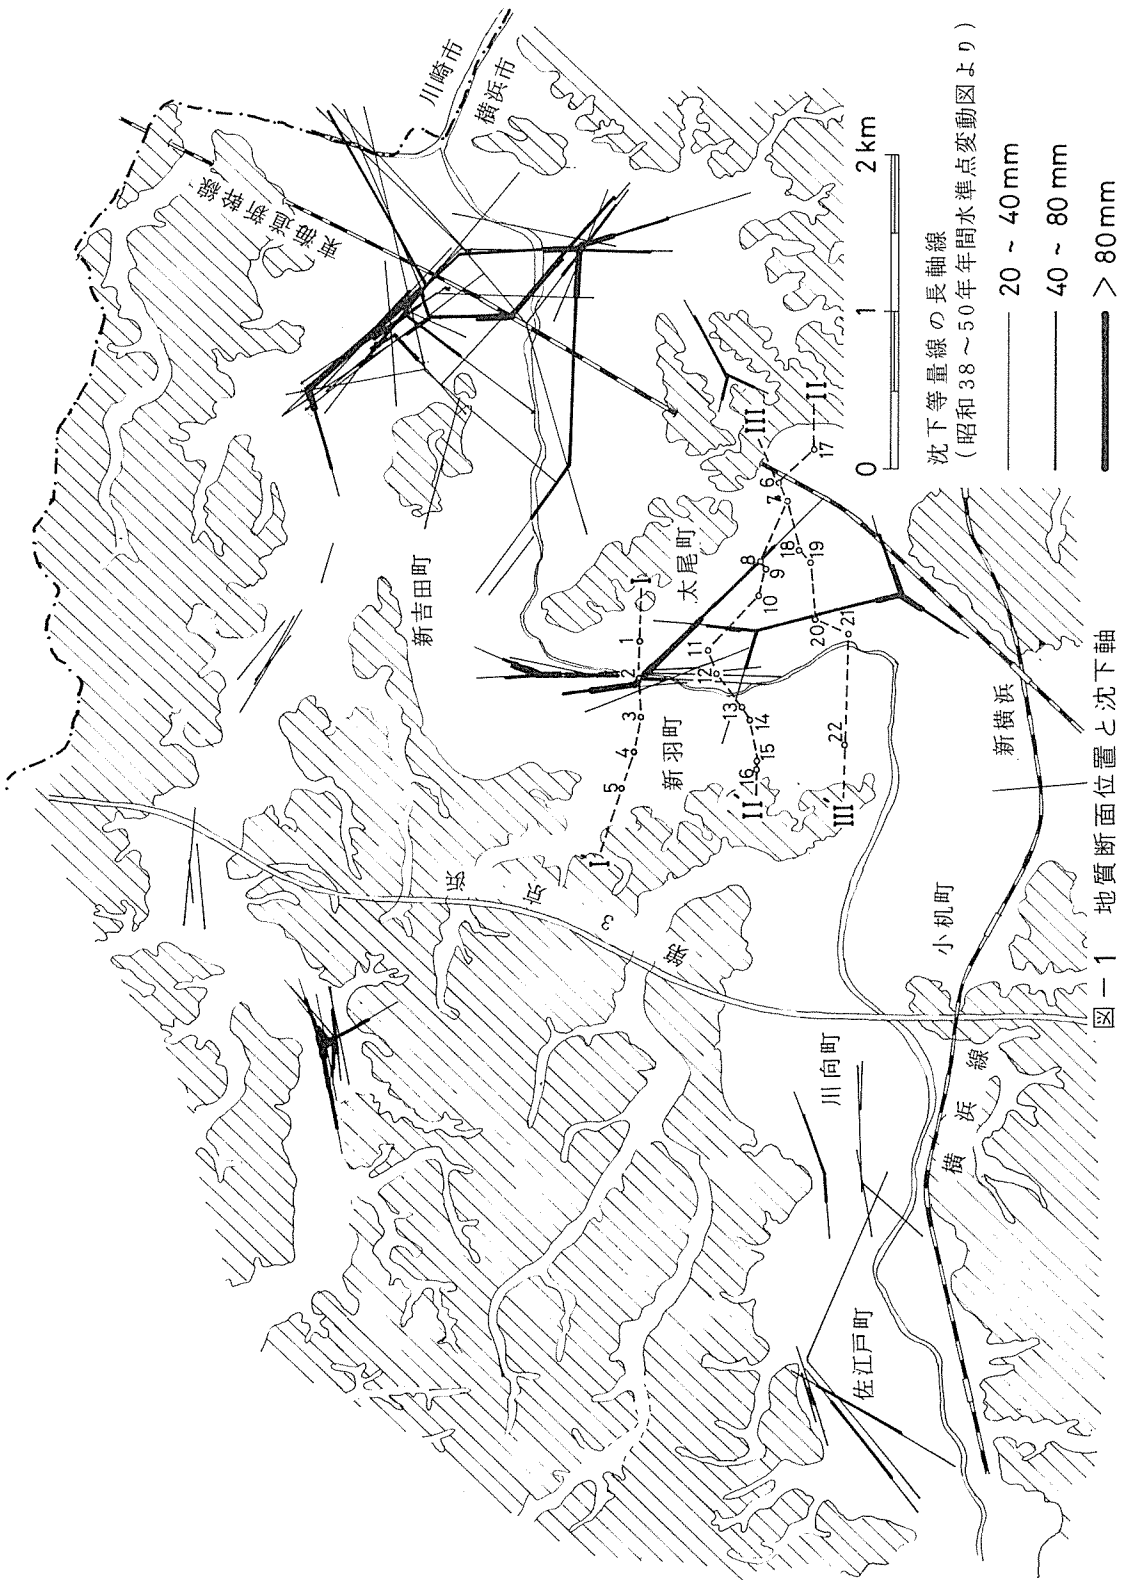 川崎市
横浜市
東海道新幹線
新吉田町
太尾町
新羽町
新横浜
小机町
川向町
佐江戸町
横浜線
第3京浜
I
1
2
3
4
5
I'
II
17
6
7
8
9
10
11
12
13
14
15
16
II'
III
18
19
20
21
22
III'
0 1 2km
沈下等量線の長軸線
(昭和38~50年年間水準点変動図より)
20~40mm
40~80mm
>80mm
図-1 地質断面位置と沈下軸